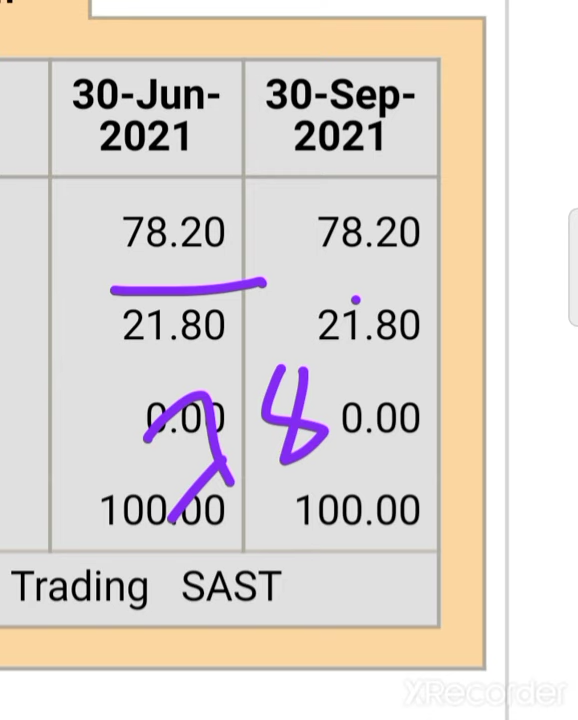 30-Jun-2021 30-Sep-2021
78.20 78.20
21.80 21.80
0.00 0.00
100.00 100.00
Trading SAST
XRecorder